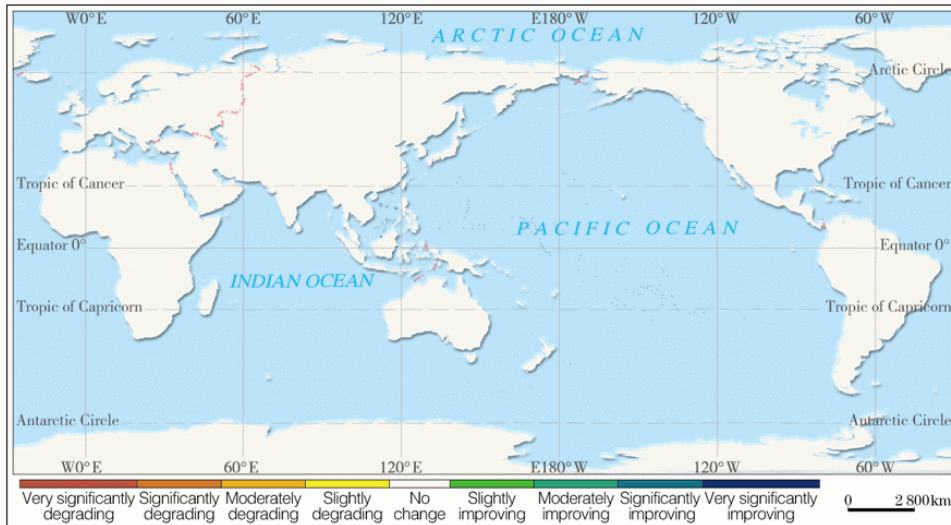 W0°E 60°E 120°E E180°W 120°W 60°W
ARCTIC OCEAN
Arctic Circle
Tropic of Cancer Tropic of Cancer
PACIFIC OCEAN
Equator 0° Equator 0°
INDIAN OCEAN
Tropic of Capricorn Tropic of Capricorn
Antarctic Circle Antarctic Circle
W0°E 60°E 120°E E180°W 120°W 60°W
Very significantly degrading
Significantly degrading
Moderately degrading
Slightly degrading
No change
Slightly improving
Moderately improving
Significantly improving
Very significantly improving
0 2 800km